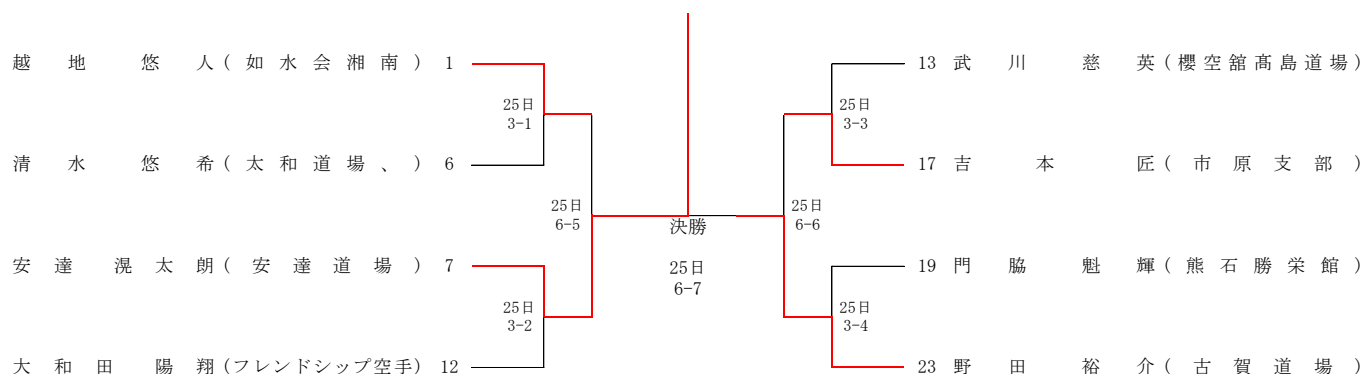 越地悠人(如水会湘南) 1
25日
3-1
清水悠希(太和道場、) 6
25日
6-5
安達滉太朗(安達道場) 7
25日
3-2
大和田陽翔(フレンドシップ空手) 12
決勝
25日
6-7
13 武川慈英(櫻空舘髙島道場)
25日
3-3
17 吉本匠(市原支部)
25日
6-6
19 門脇魁輝(熊石勝栄館)
25日
3-4
23 野田裕介(古賀道場)